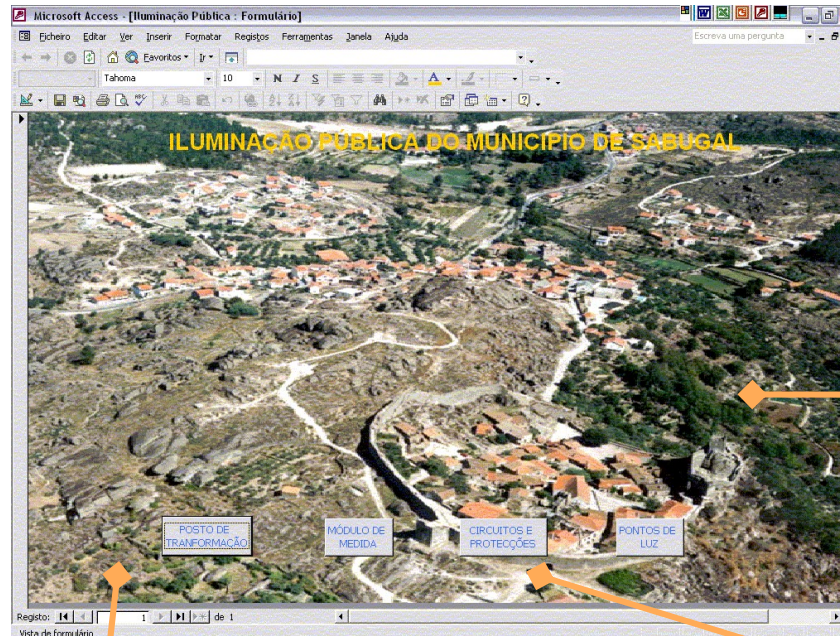 Microsoft Access - [Iluminação Pública : Formulário]
Ficheiro Editar Ver Inserir Formatar Registos Ferramentas Janela Ajuda
Escreva uma pergunta
Favoritos Ir
Tahoma 10 N I S
ILUMINAÇÃO PÚBLICA DO MUNICIPIO DE SABUGAL
POSTO DE
TRANFORMAÇÃO
MÓDULO DE
MEDIDA
CIRCUITOS E
PROTECÇÕES
PONTOS DE
LUZ
Registo: 1 de 1
Vista de formulário